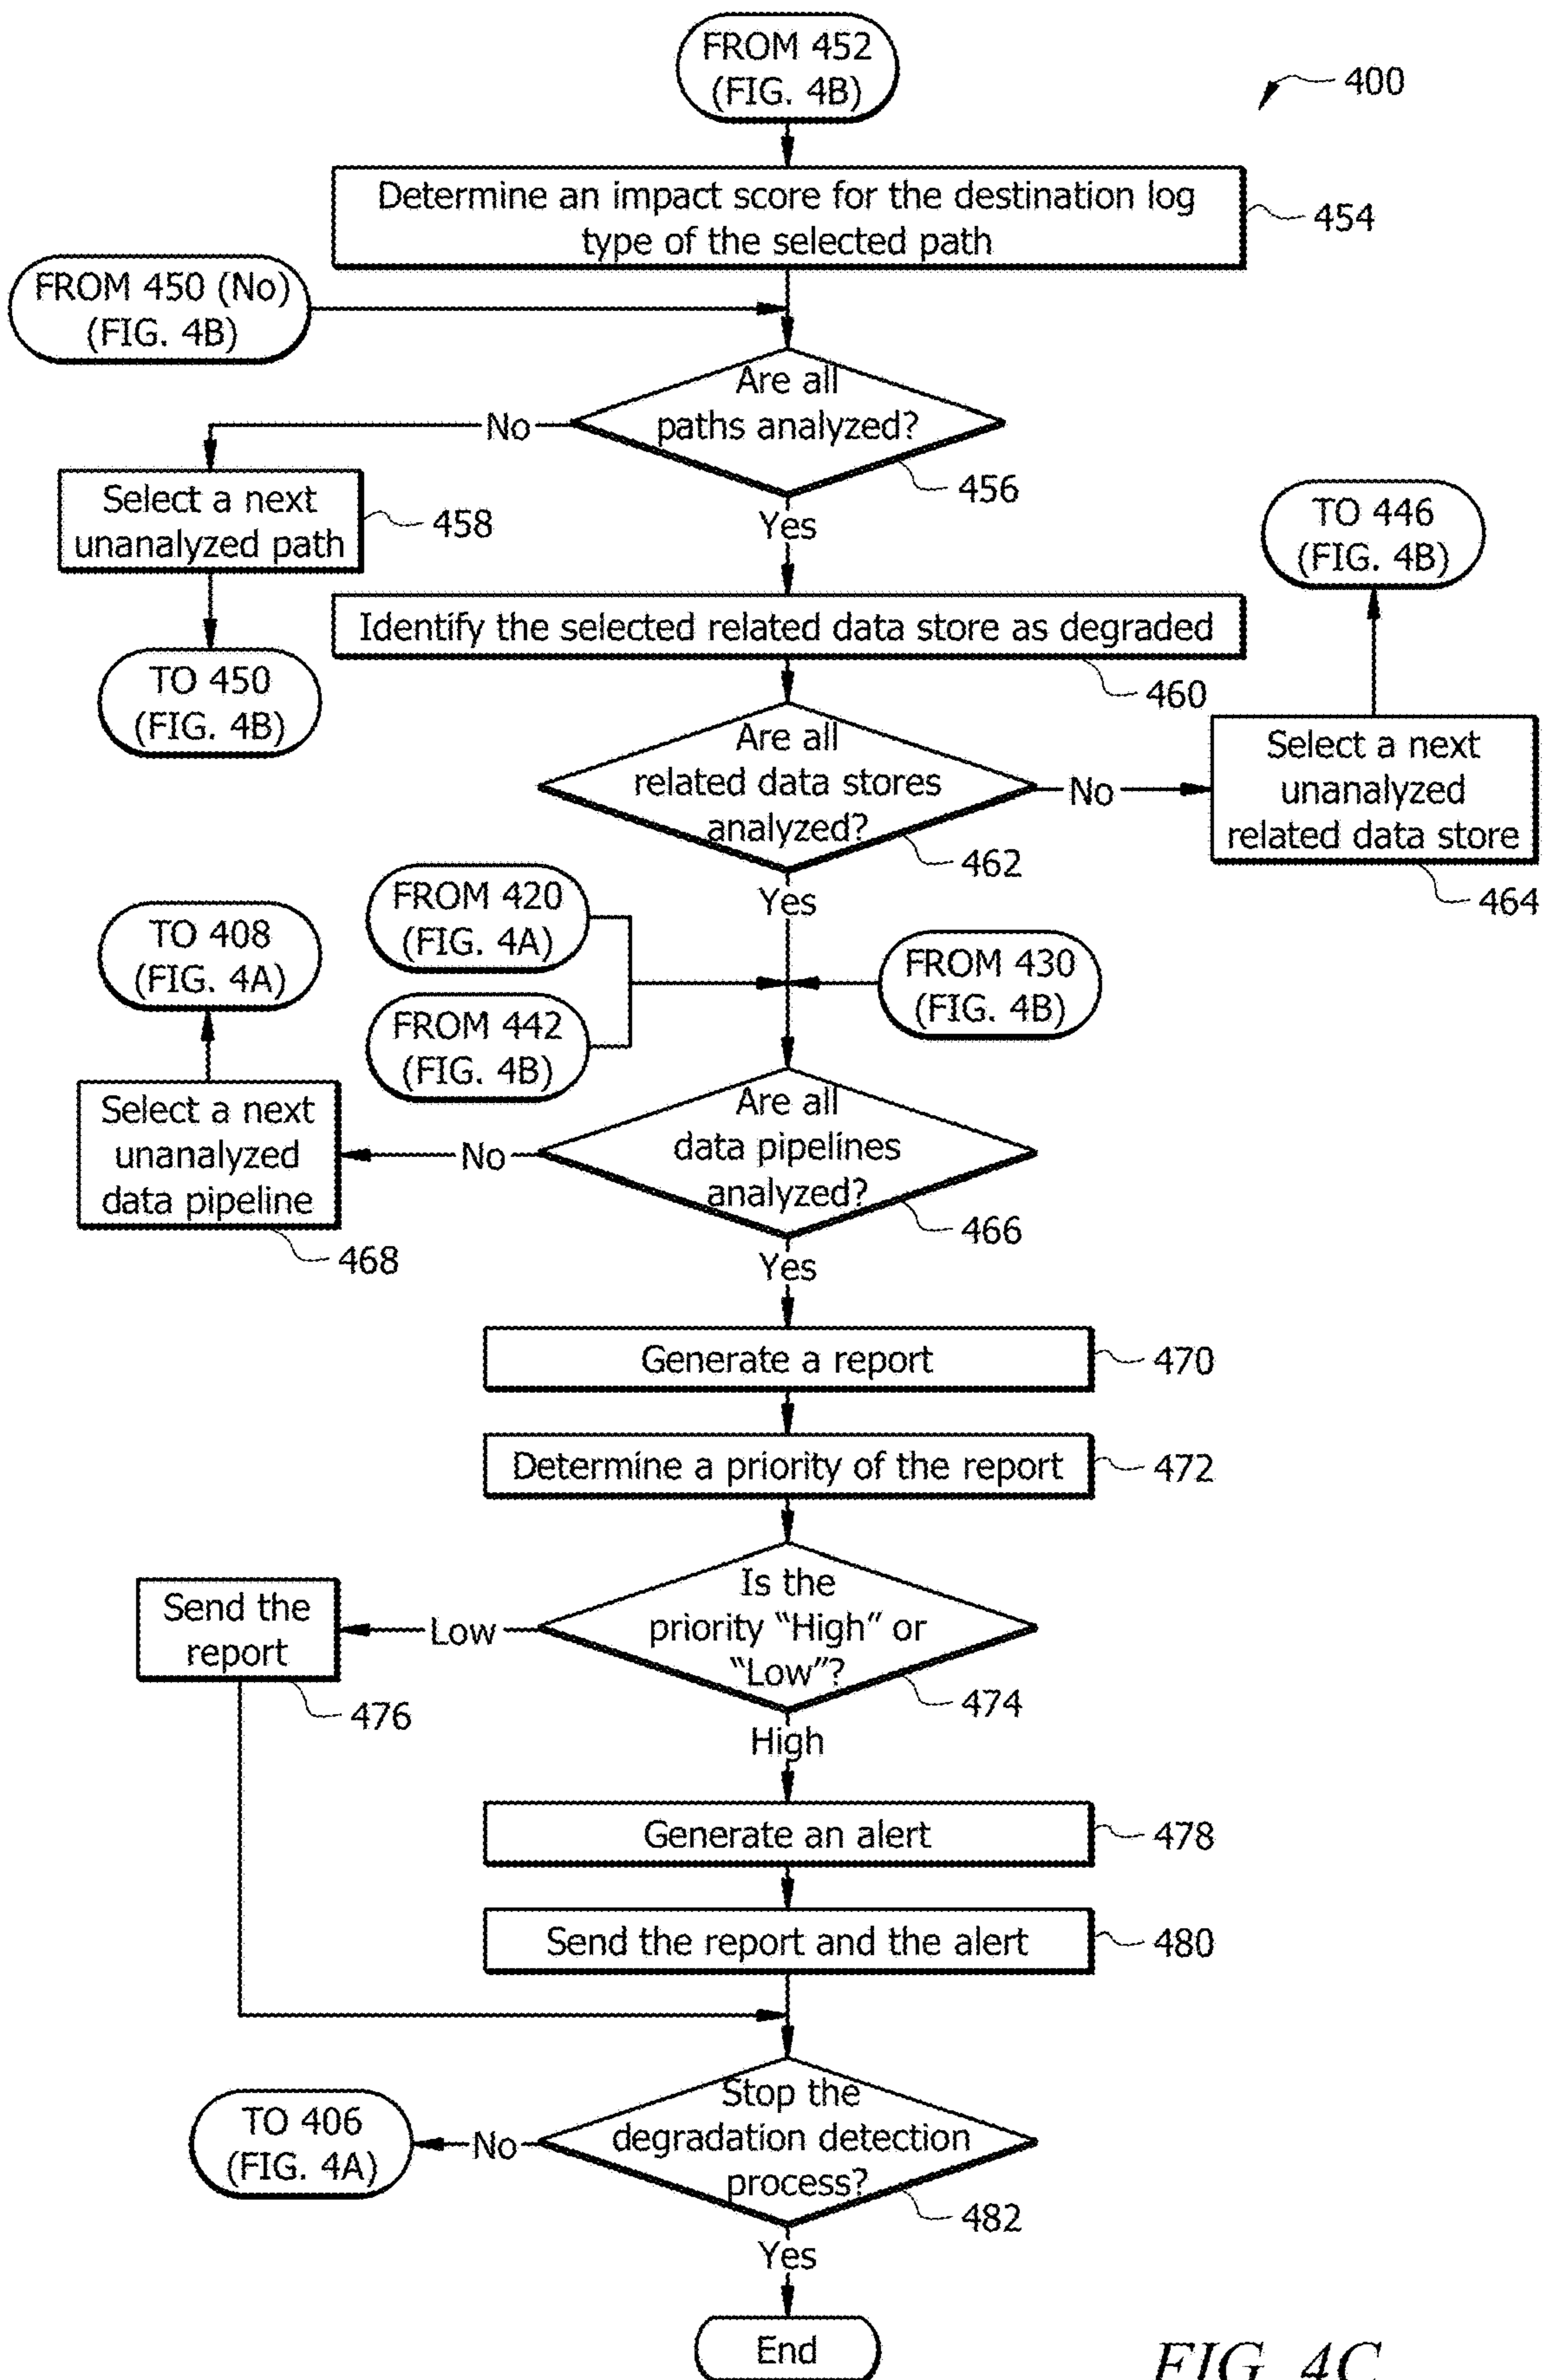 FROM 452
(FIG. 4B)
400
Determine an impact score for the destination log
type of the selected path
454
FROM 450 (No)
(FIG. 4B)
Are all
paths analyzed?
No
456
Yes
Select a next
unanalyzed path
458
TO 446
(FIG. 4B)
Identify the selected related data store as degraded
460
TO 450
(FIG. 4B)
Are all
related data stores
analyzed?
No
462
Yes
Select a next
unanalyzed
related data store
464
FROM 420
(FIG. 4A)
TO 408
(FIG. 4A)
FROM 430
(FIG. 4B)
FROM 442
(FIG. 4B)
Select a next
unanalyzed
data pipeline
468
No
Are all
data pipelines
analyzed?
466
Yes
Generate a report
470
Determine a priority of the report
472
Is the
priority “High” or
“Low”?
474
Low
Send the
report
476
High
Generate an alert
478
Send the report and the alert
480
Stop the
degradation detection
process?
482
No
TO 406
(FIG. 4A)
Yes
End
FIG. 4C